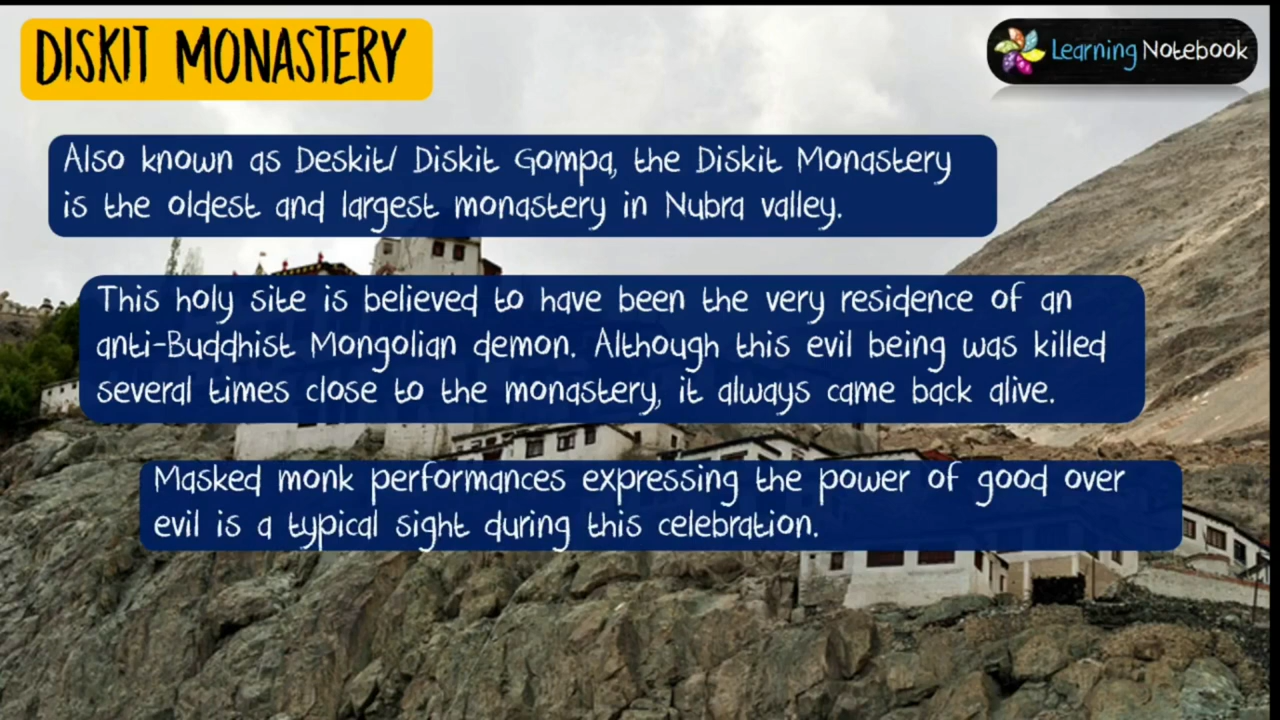 DISKIT MONASTERY
Learning Notebook
Also known as Deskit/ Diskit Gompa, the Diskit Monastery
is the oldest and largest monastery in Nubra valley.
This holy site is believed to have been the very residence of an
anti-Buddhist Mongolian demon. Although this evil being was killed
several times close to the monastery, it always came back alive.
Masked monk performances expressing the power of good over
evil is a typical sight during this celebration.